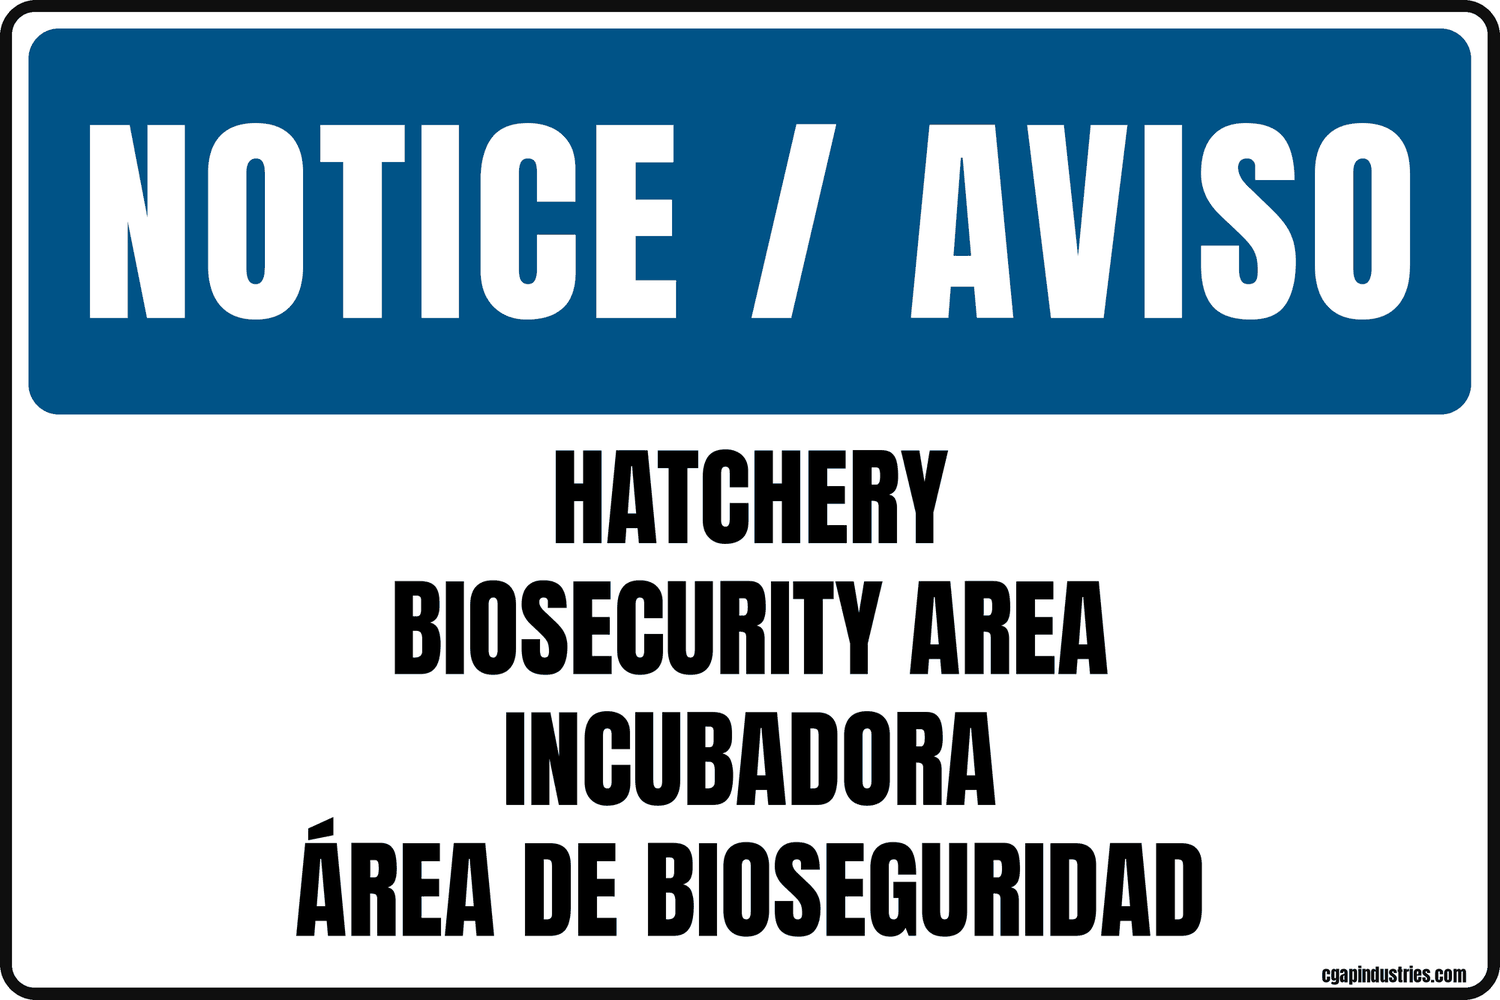 NOTICE / AVISO
HATCHERY
BIOSECURITY AREA
INCUBADORA
ÁREA DE BIOSEGURIDAD
cgapindustries.com